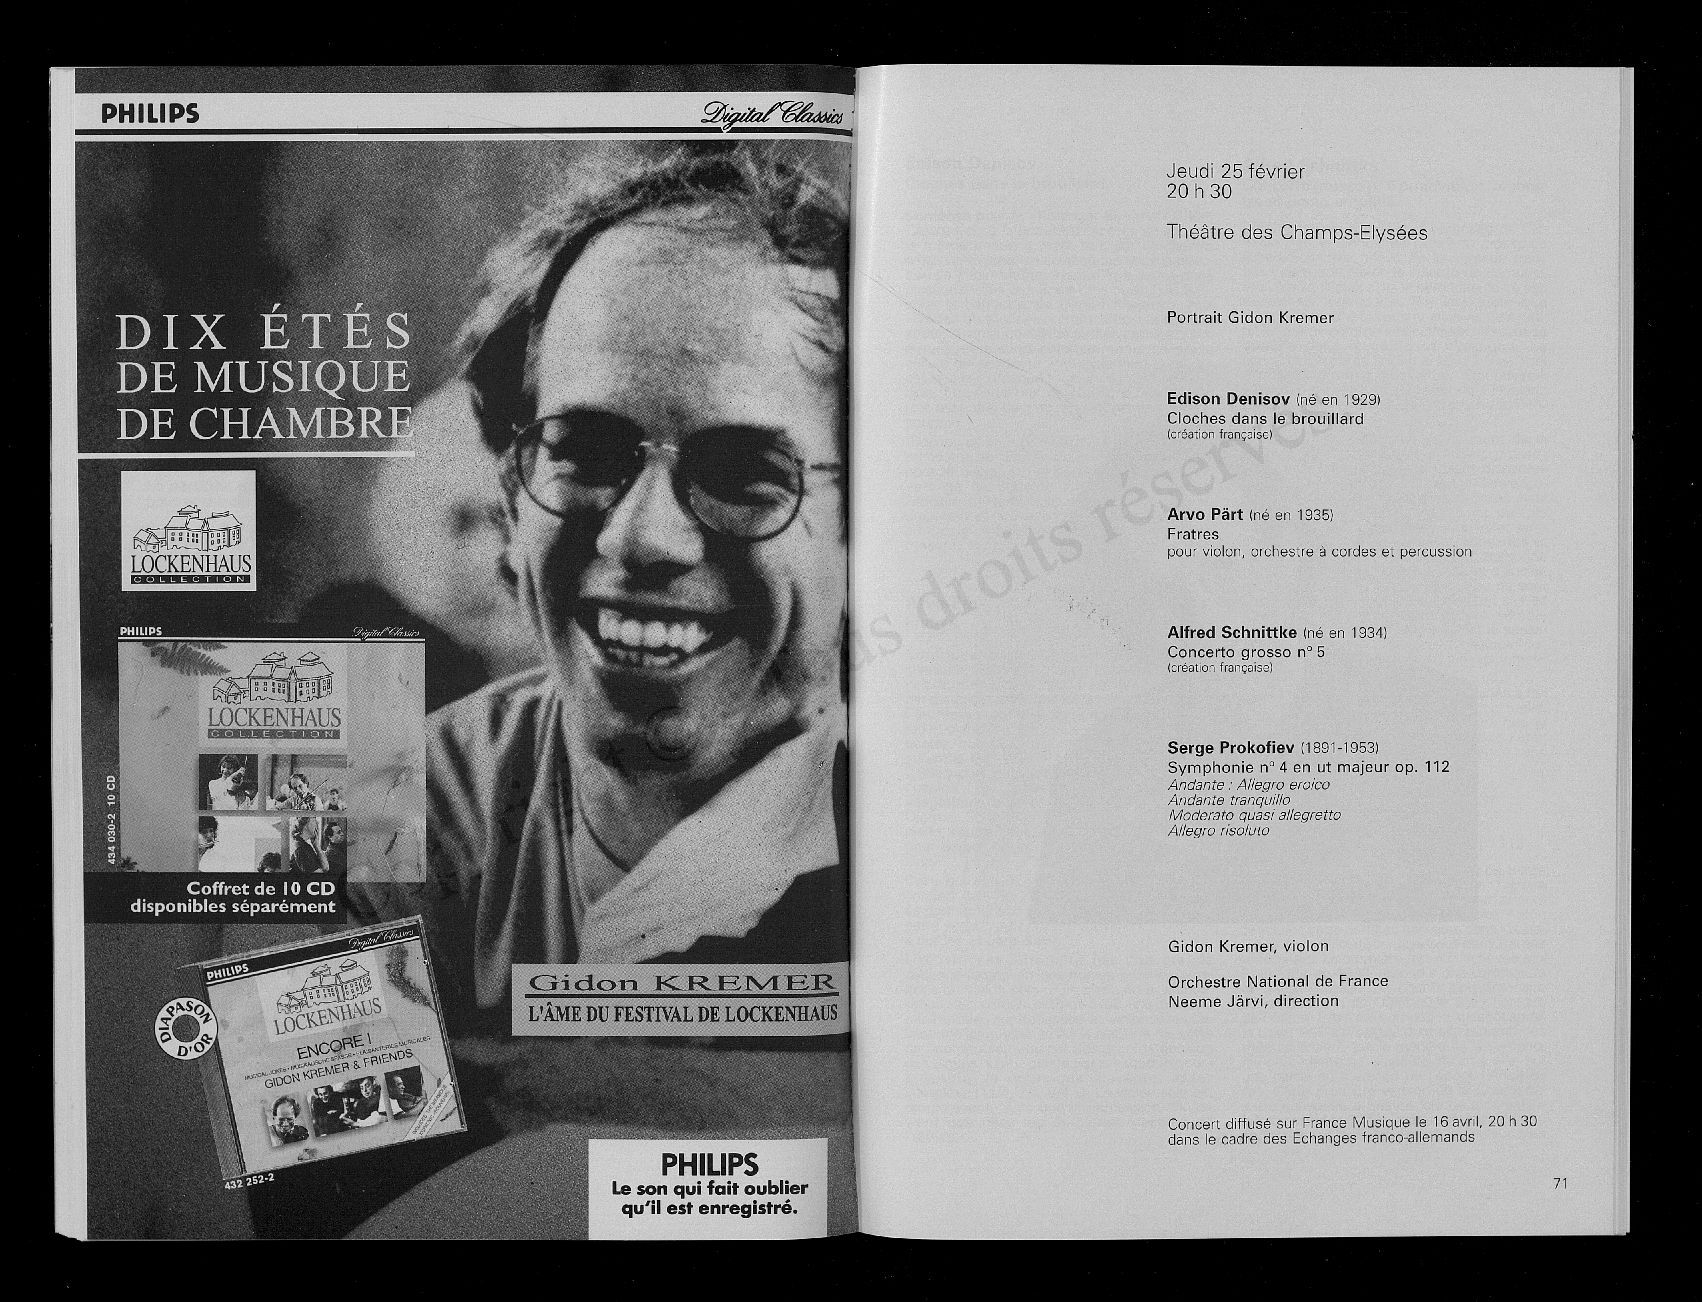 PHILIPS
Digital Classics
DIX ÉTÉS
DE MUSIQUE
DE CHAMBRE
LOCKENHAUS
COLLECTION
PHILIPS
Digital Classics
LOCKENHAUS
COLLECTION
434 030-2 10 CD
Coffret de 10 CD
disponibles séparément
Digital Classics
PHILIPS
LOCKENHAUS
DIAPASON
D'OR
ENCORE !
GIDON KREMER & FRIENDS
432 252-2
Gidon KREMER
L'ÂME DU FESTIVAL DE LOCKENHAUS
PHILIPS
Le son qui fait oublier
qu'il est enregistré.
Jeudi 25 février
20 h 30
Théâtre des Champs-Elysées
Portrait Gidon Kremer
Edison Denisov (né en 1929)
Cloches dans le brouillard
(création française)
Arvo Pärt (né en 1935)
Fratres
pour violon, orchestre à cordes et percussion
Alfred Schnittke (né en 1934)
Concerto grosso n° 5
(création française)
Serge Prokofiev (1891-1953)
Symphonie n° 4 en ut majeur op. 112
Andante : Allegro eroico
Andante tranquillo
Moderato quasi allegretto
Allegro risoluto
Gidon Kremer, violon
Orchestre National de France
Neeme Järvi, direction
Concert diffusé sur France Musique le 16 avril, 20 h 30
dans le cadre des Echanges franco-allemands
71
droits réservés